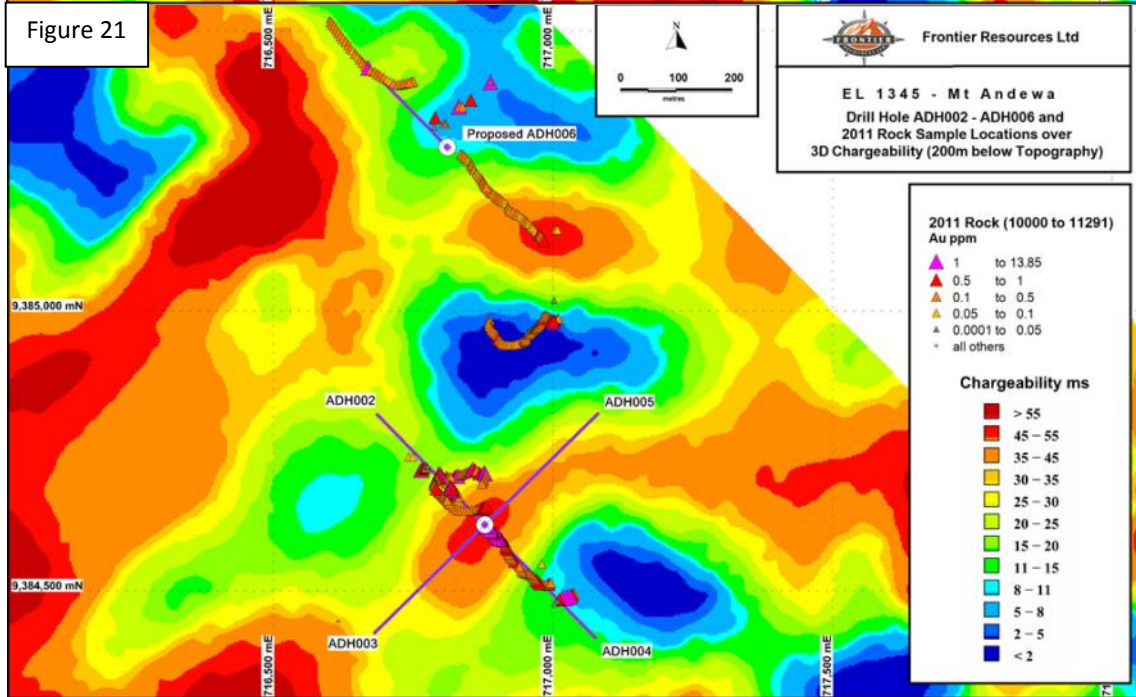 Figure 21
716,500 mE
717,000 mE
N
0 100 200
metres
FRONTIER
Frontier Resources Ltd
EL 1345 - Mt Andewa
Drill Hole ADH002 - ADH006 and
2011 Rock Sample Locations over
3D Chargeability (200m below Topography)
Proposed ADH006
9,385,000 mN
ADH002
ADH005
9,384,500 mN
ADH003
ADH004
716,500 mE
717,000 mE
717,500 mE
2011 Rock (10000 to 11291)
Au ppm
1 to 13.85
0.5 to 1
0.1 to 0.5
0.05 to 0.1
0.0001 to 0.05
all others
Chargeability ms
> 55
45 – 55
35 – 45
30 – 35
25 – 30
20 – 25
15 – 20
11 – 15
8 – 11
5 – 8
2 – 5
< 2